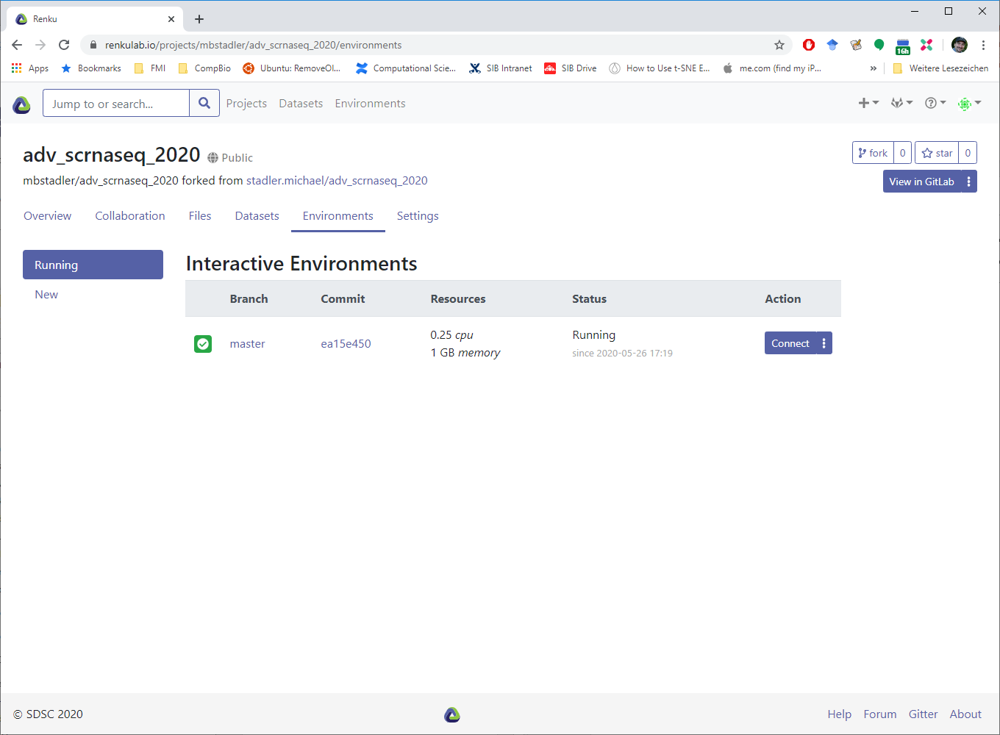 Renku
renkulab.io/projects/mbstadler/adv_scrnaseq_2020/environments
16h
Apps Bookmarks FMI CompBio Ubuntu: RemoveOl... Computational Scie... SIB Intranet SIB Drive How to Use t-SNE E... me.com (find my iP... » Weitere Lesezeichen
Jump to or search... Projects Datasets Environments
adv_scrnaseq_2020 Public
fork 0 star 0
mbstadler/adv_scrnaseq_2020 forked from stadler.michael/adv_scrnaseq_2020
View in GitLab
Overview Collaboration Files Datasets Environments Settings
Running
New
Interactive Environments
Branch Commit Resources Status Action
master ea15e450 0.25 cpu Running Connect
1 GB memory since 2020-05-26 17:19
© SDSC 2020 Help Forum Gitter About